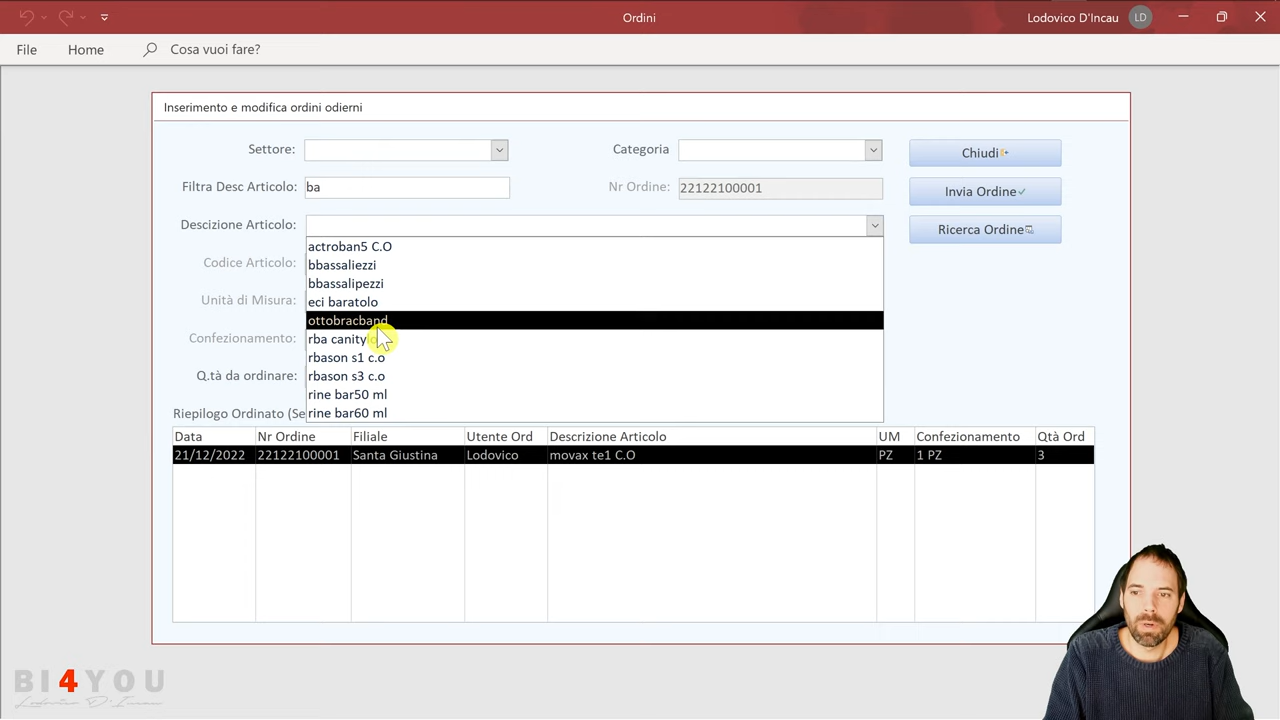 Ordini
Lodovico D'Incau LD
File Home Cosa vuoi fare?
Inserimento e modifica ordini odierni
Settore: Categoria Chiudi
Filtra Desc Articolo: ba Nr Ordine: 22122100001 Invia Ordine
Descizione Articolo: Ricerca Ordine
actroban5 C.O
Codice Articolo: bbassaliezzi
bbassalipezzi
Unità di Misura: eci baratolo
ottobracband
Confezionamento: rba canity
rbason s1 c.o
Q.tà da ordinare: rbason s3 c.o
rine bar50 ml
Riepilogo Ordinato (Se rine bar60 ml
Data Nr Ordine Filiale Utente Ord Descrizione Articolo UM Confezionamento Qtà Ord
21/12/2022 22122100001 Santa Giustina Lodovico movax te1 C.O PZ 1 PZ 3
BI4YOU
Lodovico D'Incau